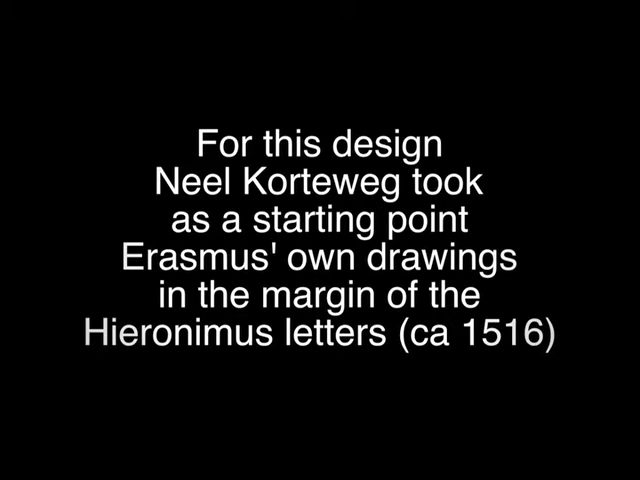 For this design
Neel Korteweg took
as a starting point
Erasmus' own drawings
in the margin of the
Hieronimus letters (ca 1516)